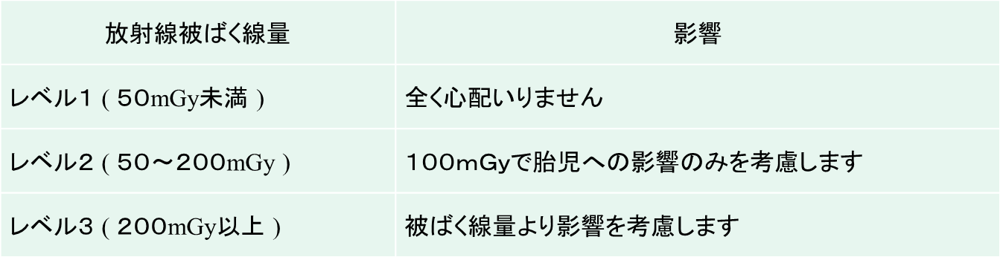 放射線被ばく線量
影響
レベル１ ( ５０mGy未満 )
全く心配いりません
レベル２ ( ５０～２００mGy )
１００ｍＧｙで胎児への影響のみを考慮します
レベル３ ( ２００mGy以上 )
被ばく線量より影響を考慮します